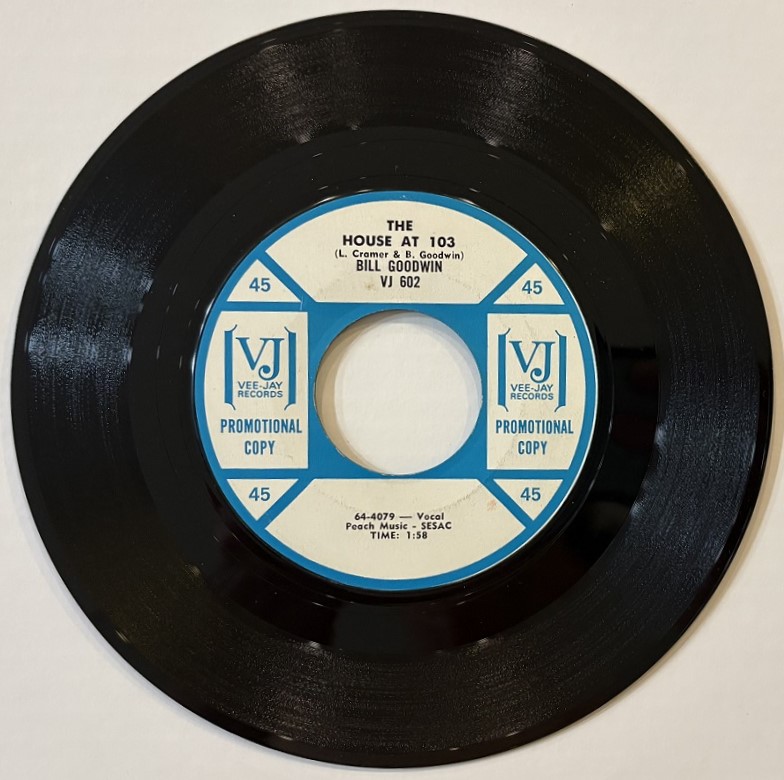 THE
HOUSE AT 103
(L. Cramer & B. Goodwin)
BILL GOODWIN
VJ 602
45
45
VJ
VEE-JAY
RECORDS
PROMOTIONAL
COPY
VJ
VEE-JAY
RECORDS
PROMOTIONAL
COPY
45
45
64-4079 — Vocal
Peach Music - SESAC
TIME: 1:58